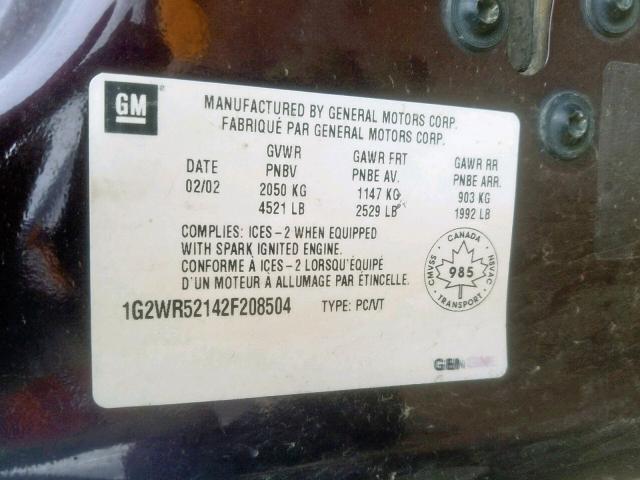 GM
MANUFACTURED BY GENERAL MOTORS CORP.
FABRIQUÉ PAR GENERAL MOTORS CORP.
DATE GVWR GAWR FRT GAWR RR
PNBV PNBE AV. PNBE ARR.
02/02 2050 KG 1147 KG 903 KG
4521 LB 2529 LB 1992 LB
COMPLIES: ICES-2 WHEN EQUIPPED
WITH SPARK IGNITED ENGINE.
CONFORME À ICES-2 LORSQU'ÉQUIPÉ
D'UN MOTEUR À ALLUMAGE PAR ÉTINCELLE.
CANADA
CMVSS 985 NSVAC
TRANSPORT
1G2WR52142F208504 TYPE: PC/VT
GENUINE